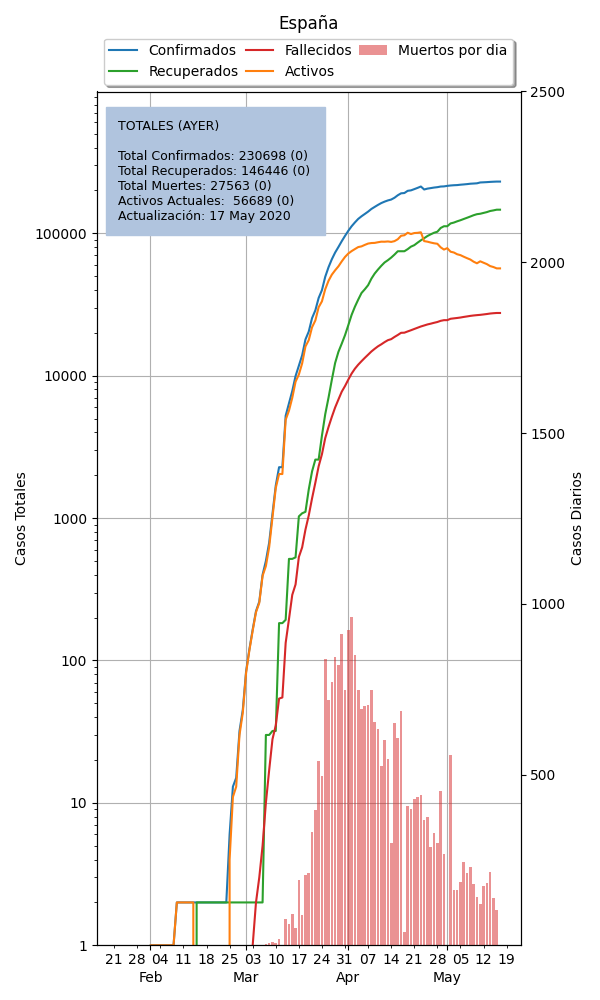 España
Confirmados Fallecidos Muertos por dia
Recuperados Activos
TOTALES (AYER)
Total Confirmados: 230698 (0)
Total Recuperados: 146446 (0)
Total Muertes: 27563 (0)
Activos Actuales:  56689 (0)
Actualización: 17 May 2020
2500
100000
2000
10000
1500
1000
Casos Totales
Casos Diarios
1000
100
10
500
1
21 28 04 11 18 25 03 10 17 24 31 07 14 21 28 05 12 19
Feb Mar Apr May